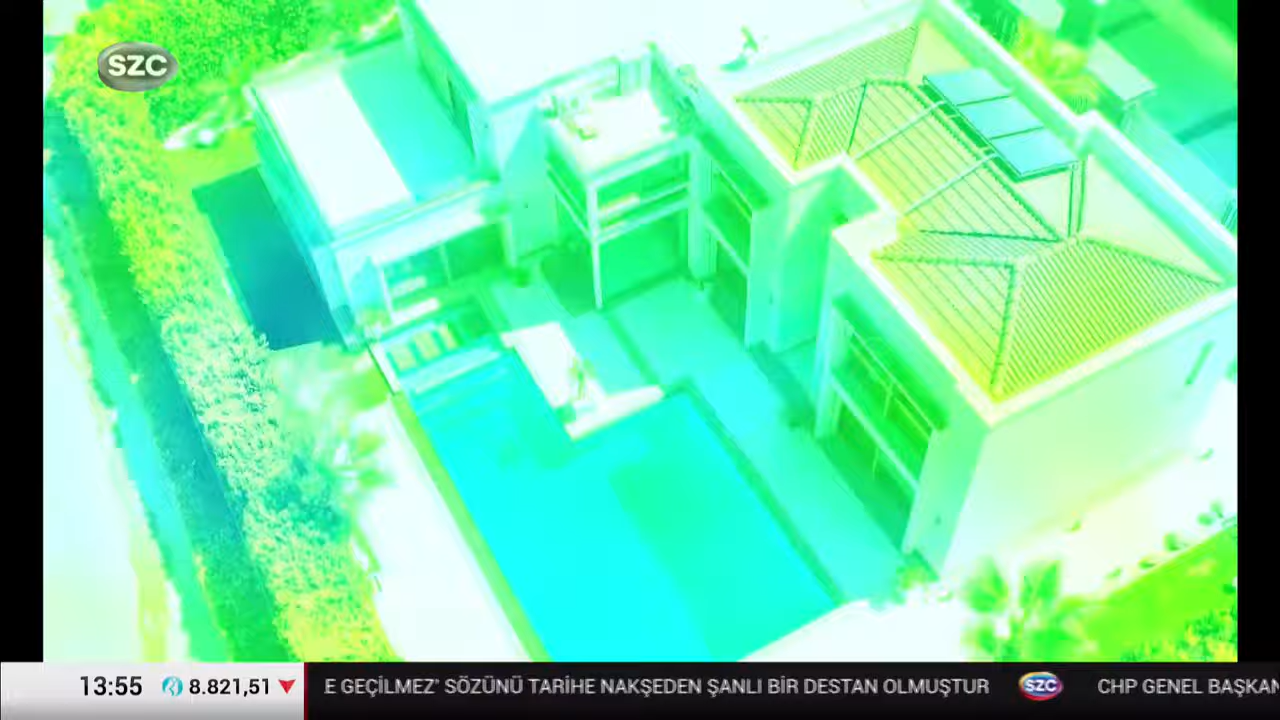 SZC
13:55 8.821,51
E GEÇİLMEZ' SÖZÜNÜ TARİHE NAKŞEDEN ŞANLI BİR DESTAN OLMUŞTUR SZC CHP GENEL BAŞKAN